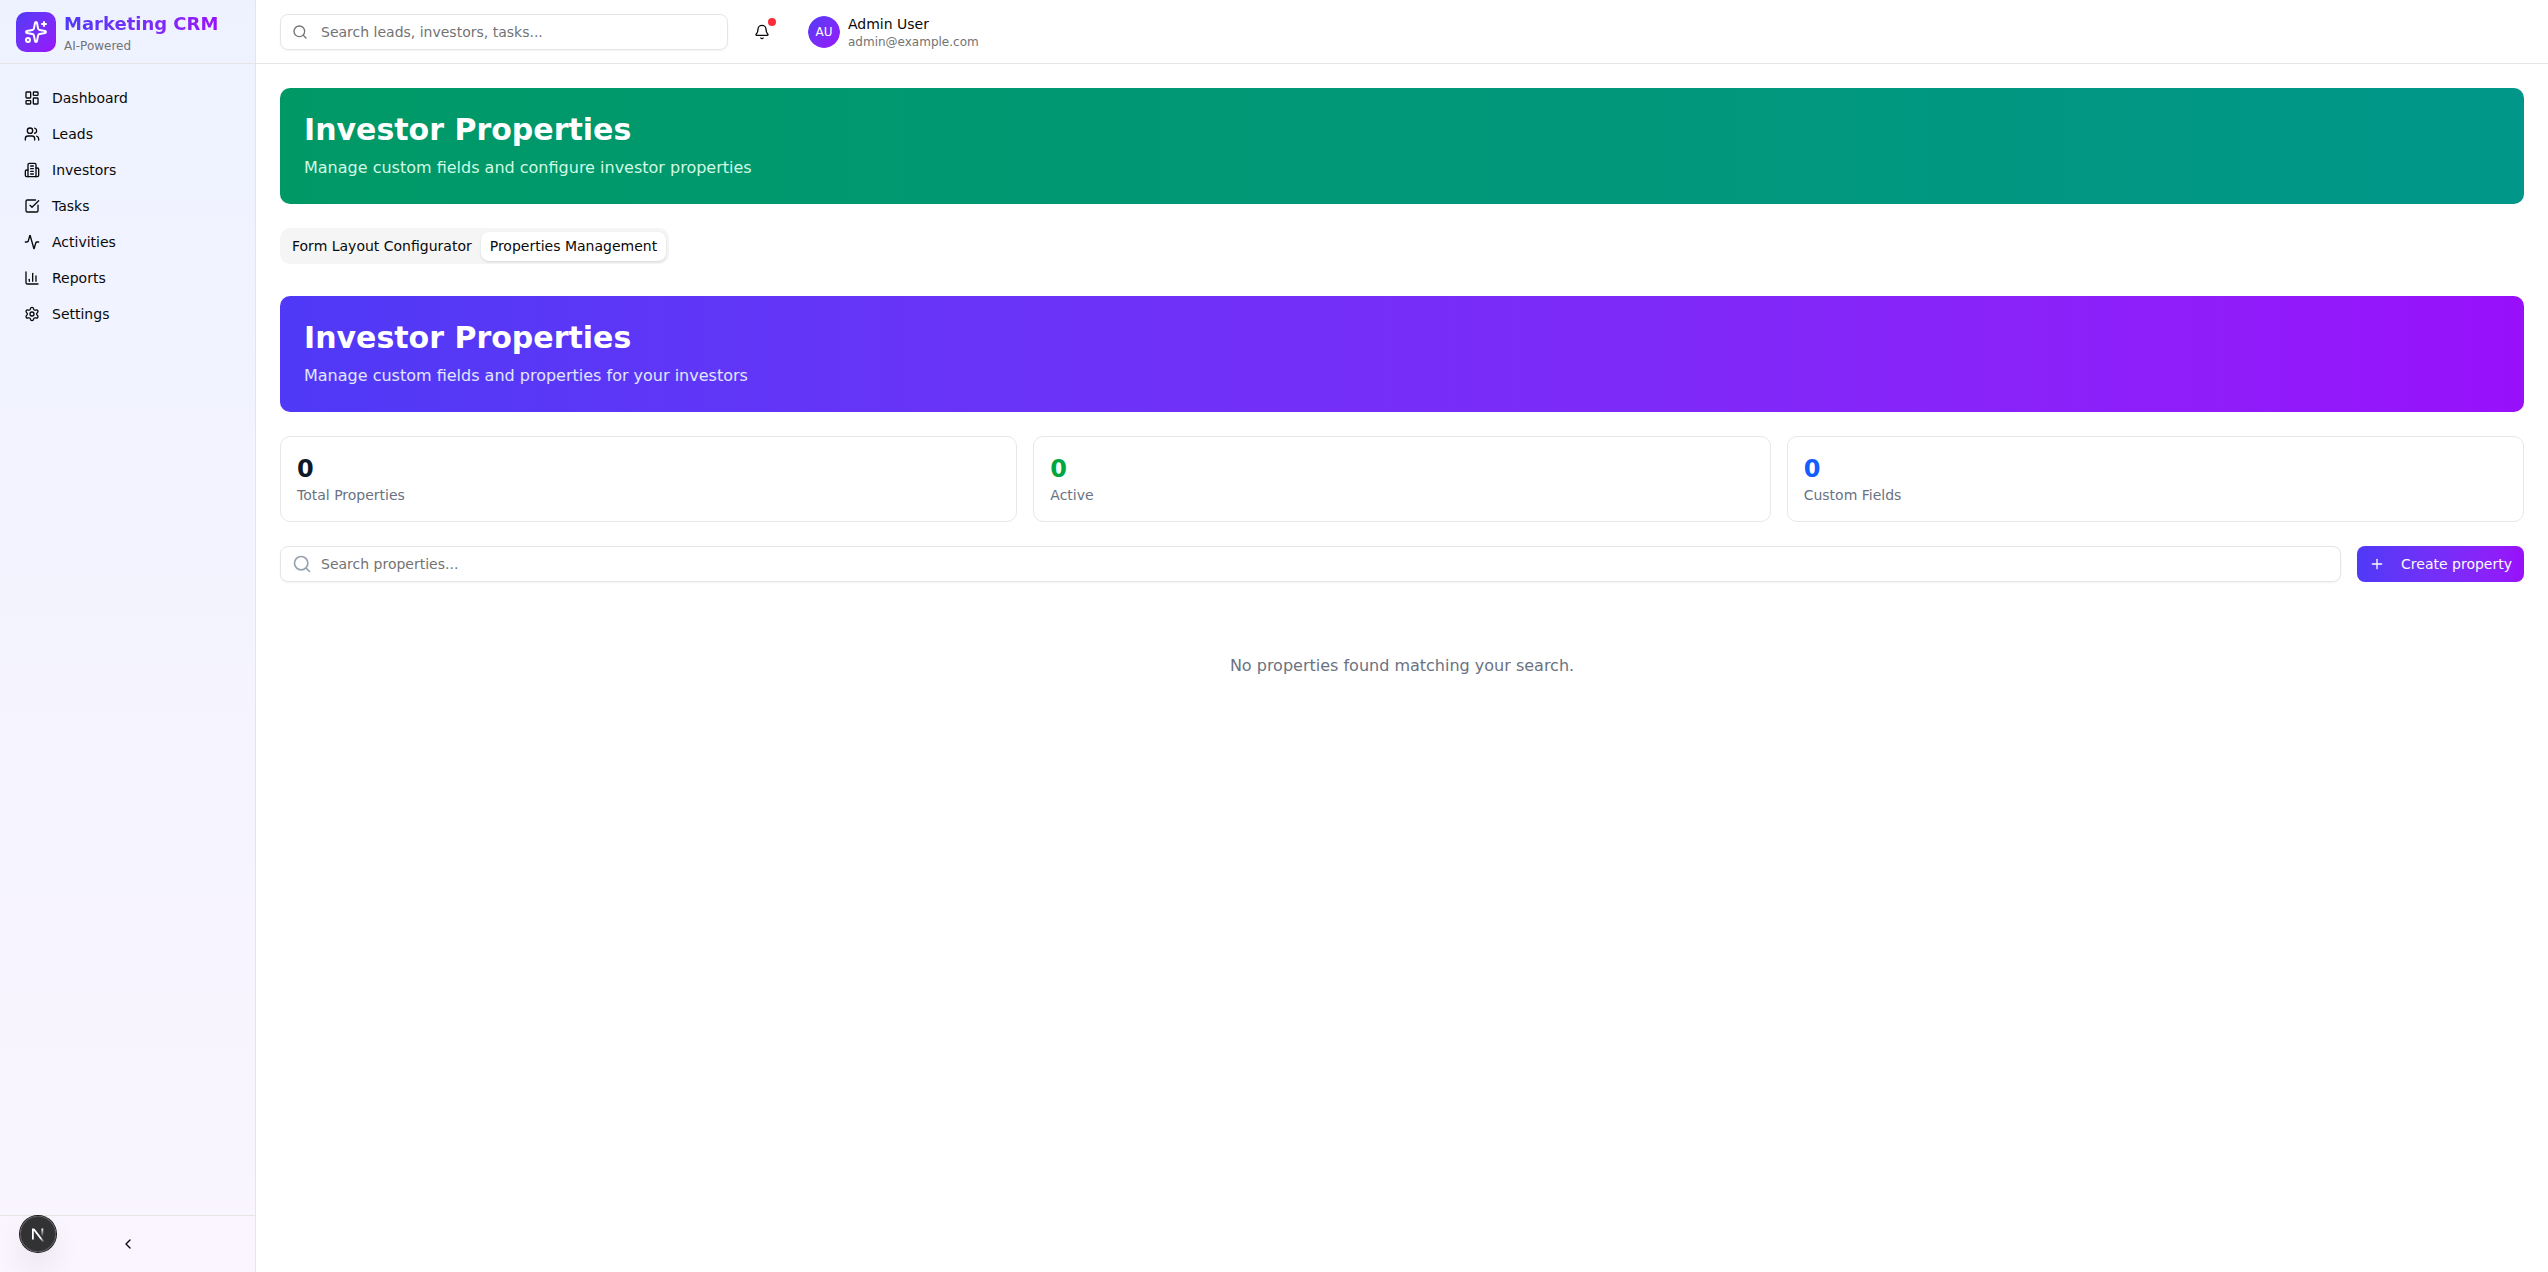 Marketing CRM
AI-Powered
Search leads, investors, tasks...
AU
Admin User
admin@example.com
Dashboard
Leads
Investors
Tasks
Activities
Reports
Settings
Investor Properties
Manage custom fields and configure investor properties
Form Layout Configurator
Properties Management
Investor Properties
Manage custom fields and properties for your investors
0
Total Properties
0
Active
0
Custom Fields
Search properties...
Create property
No properties found matching your search.
N